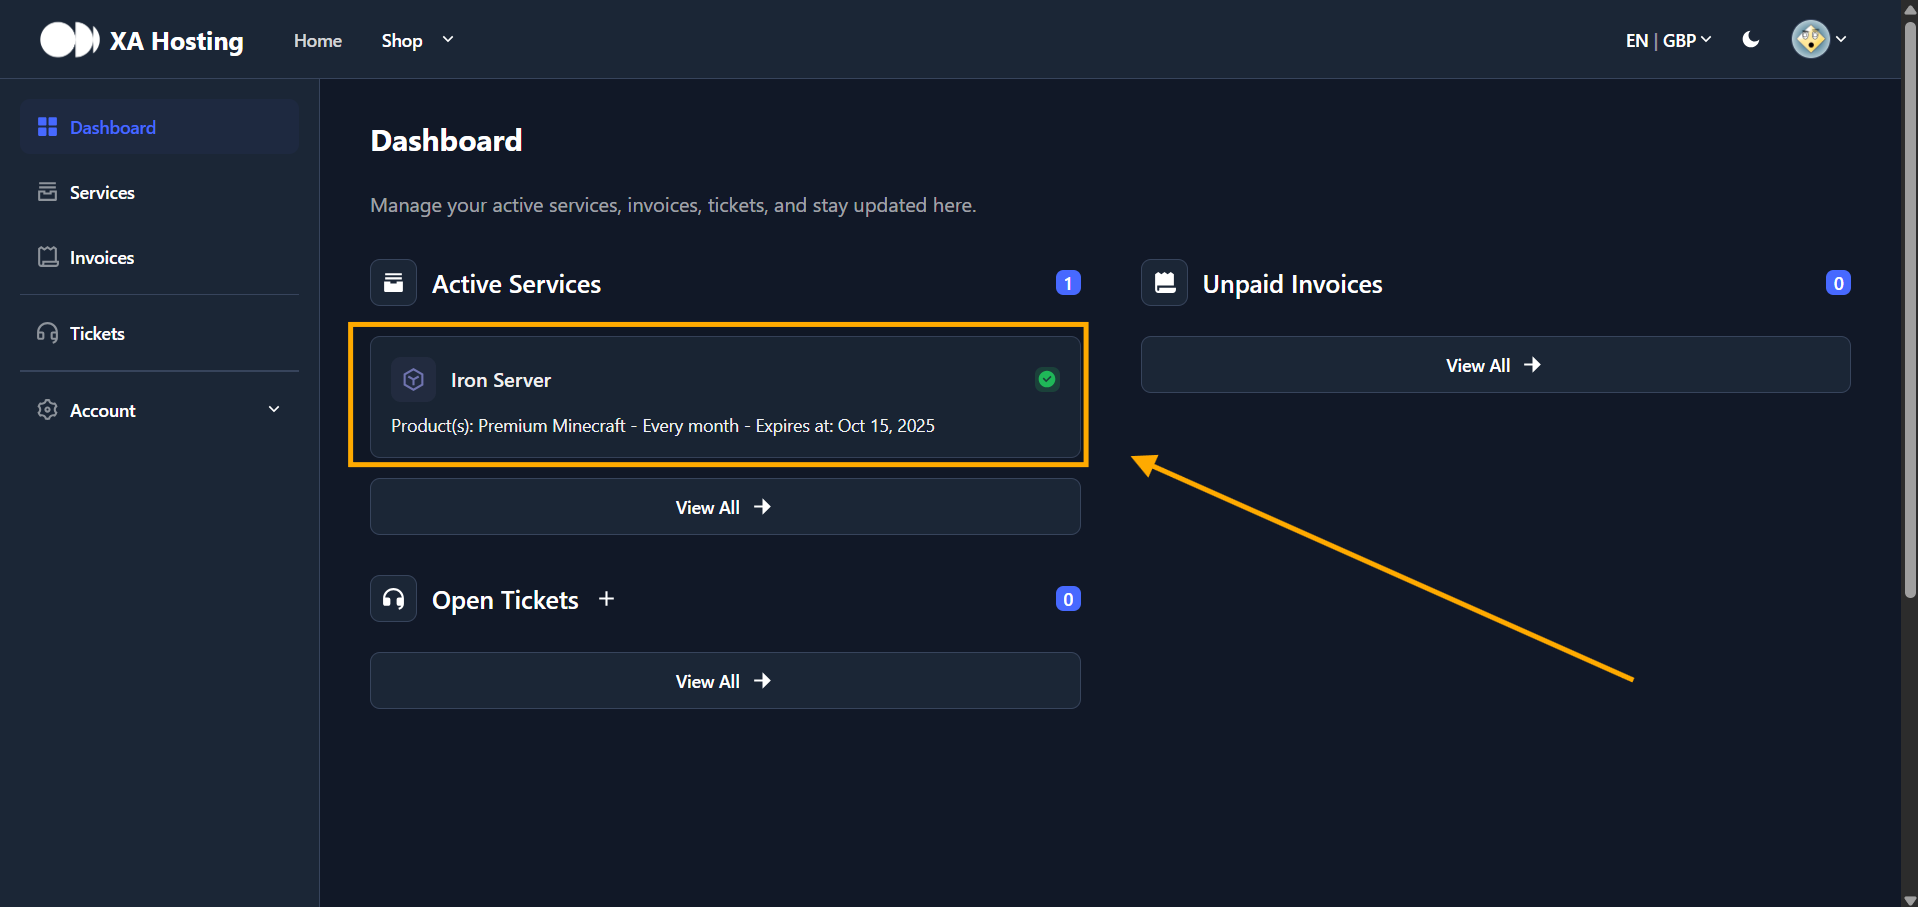 XA Hosting
Home
Shop
EN | GBP
Dashboard
Services
Invoices
Tickets
Account
Dashboard
Manage your active services, invoices, tickets, and stay updated here.
Active Services
1
Iron Server
Product(s): Premium Minecraft - Every month - Expires at: Oct 15, 2025
View All
Open Tickets +
0
View All
Unpaid Invoices
0
View All